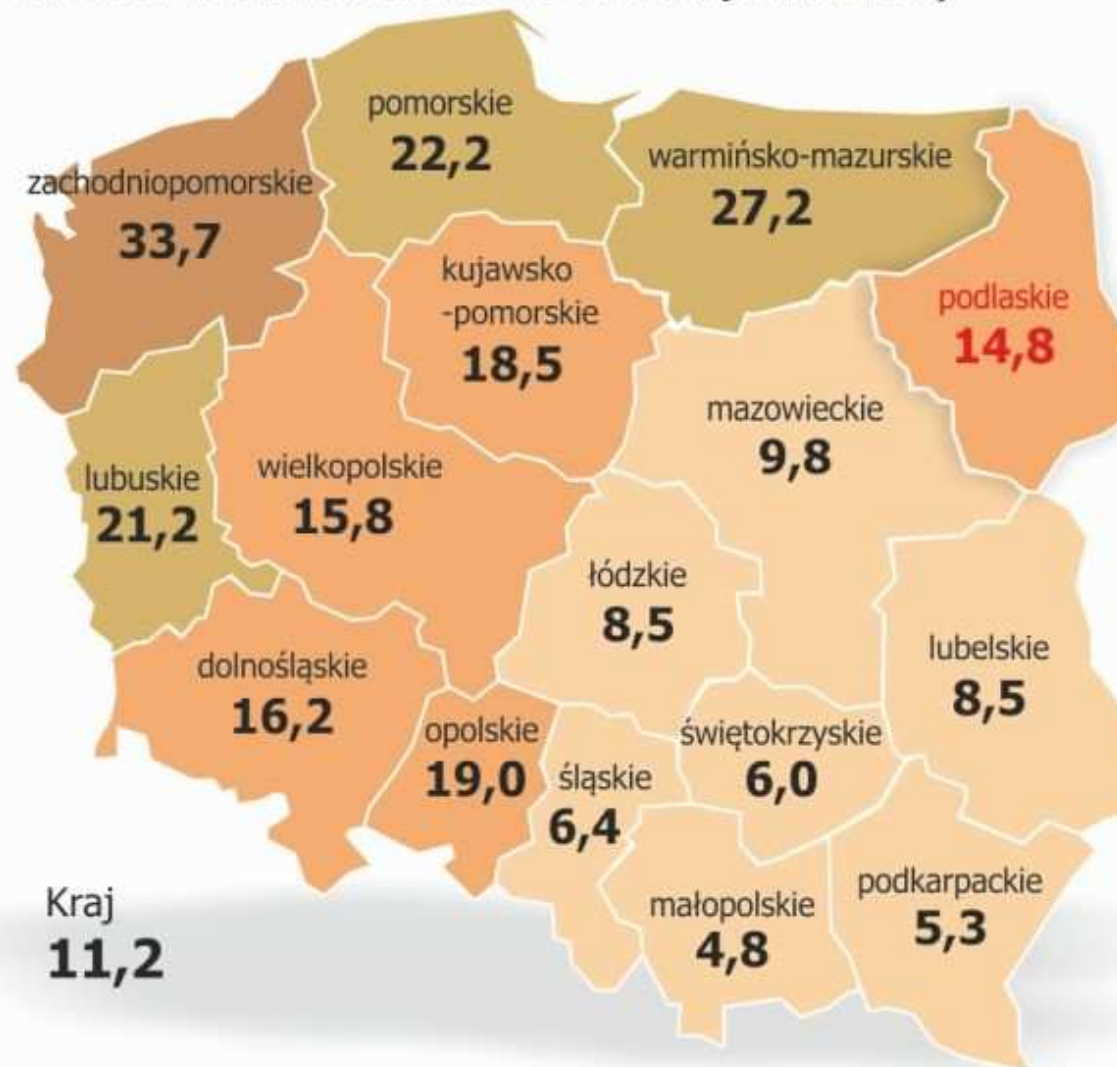 pomorskie
22,2
warmińsko-mazurskie
27,2
zachodniopomorskie
33,7
kujawsko
-pomorskie
18,5
podlaskie
14,8
mazowieckie
9,8
lubuskie
21,2
wielkopolskie
15,8
łódzkie
8,5
dolnośląskie
16,2
lubelskie
8,5
opolskie
19,0
śląskie
6,4
świętokrzyskie
6,0
Kraj
11,2
małopolskie
4,8
podkarpackie
5,3